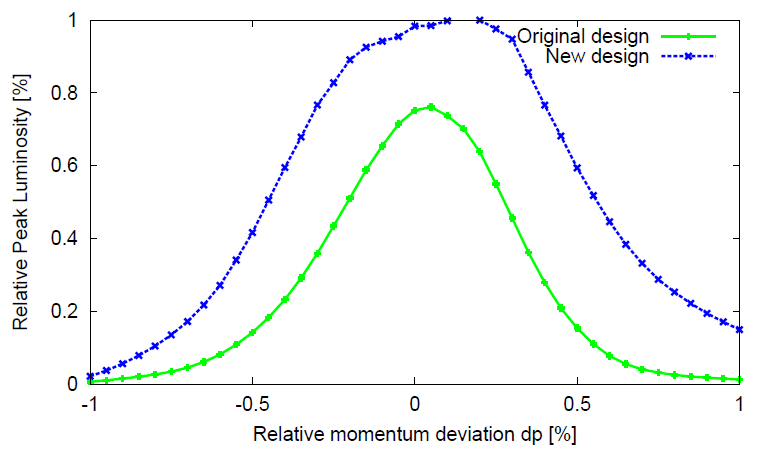 Relative Peak Luminosity [%]
1
0.8
0.6
0.4
0.2
0
Original design
New design
-1
-0.5
0
0.5
1
Relative momentum deviation dp [%]